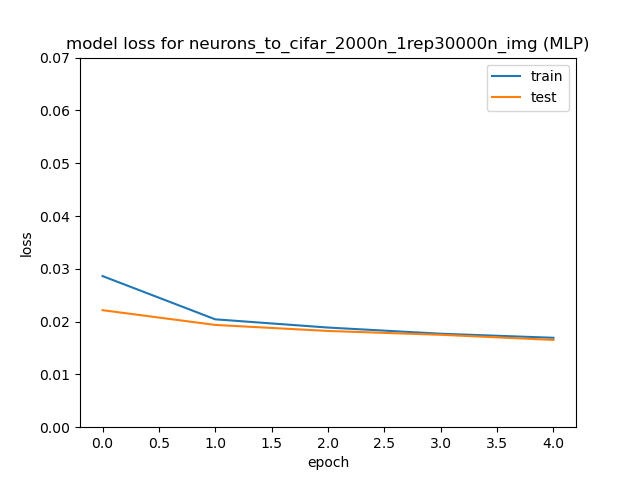 model loss for neurons_to_cifar_2000n_1rep30000n_img (MLP)
0.07
0.06
0.05
0.04
0.03
0.02
0.01
0.00
loss
train
test
0.0 0.5 1.0 1.5 2.0 2.5 3.0 3.5 4.0
epoch